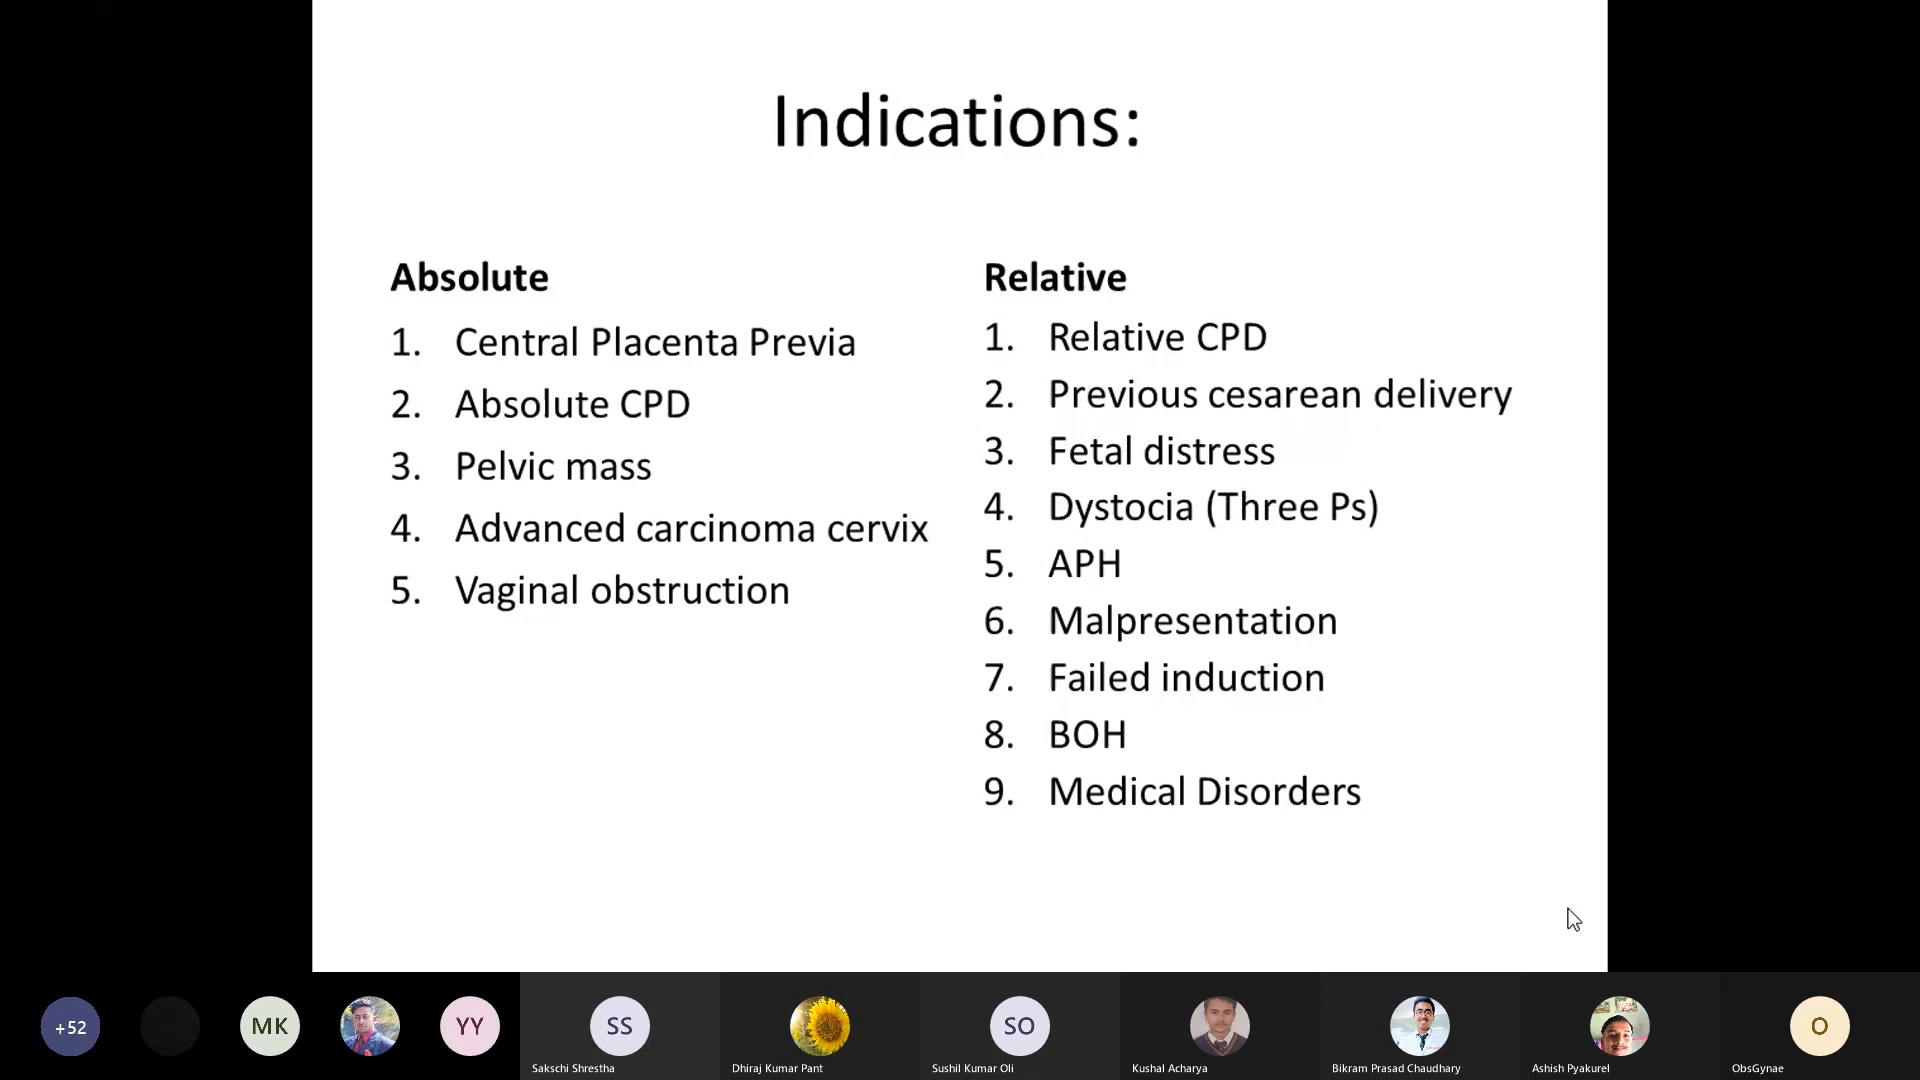 Indications:
Absolute
1. Central Placenta Previa
2. Absolute CPD
3. Pelvic mass
4. Advanced carcinoma cervix
5. Vaginal obstruction
Relative
1. Relative CPD
2. Previous cesarean delivery
3. Fetal distress
4. Dystocia (Three Ps)
5. APH
6. Malpresentation
7. Failed induction
8. BOH
9. Medical Disorders
+52
MK
YY
SS
SO
O
Sakschi Shrestha
Dhiraj Kumar Pant
Sushil Kumar Oli
Kushal Acharya
Bikram Prasad Chaudhary
Ashish Pyakurel
ObsGynae